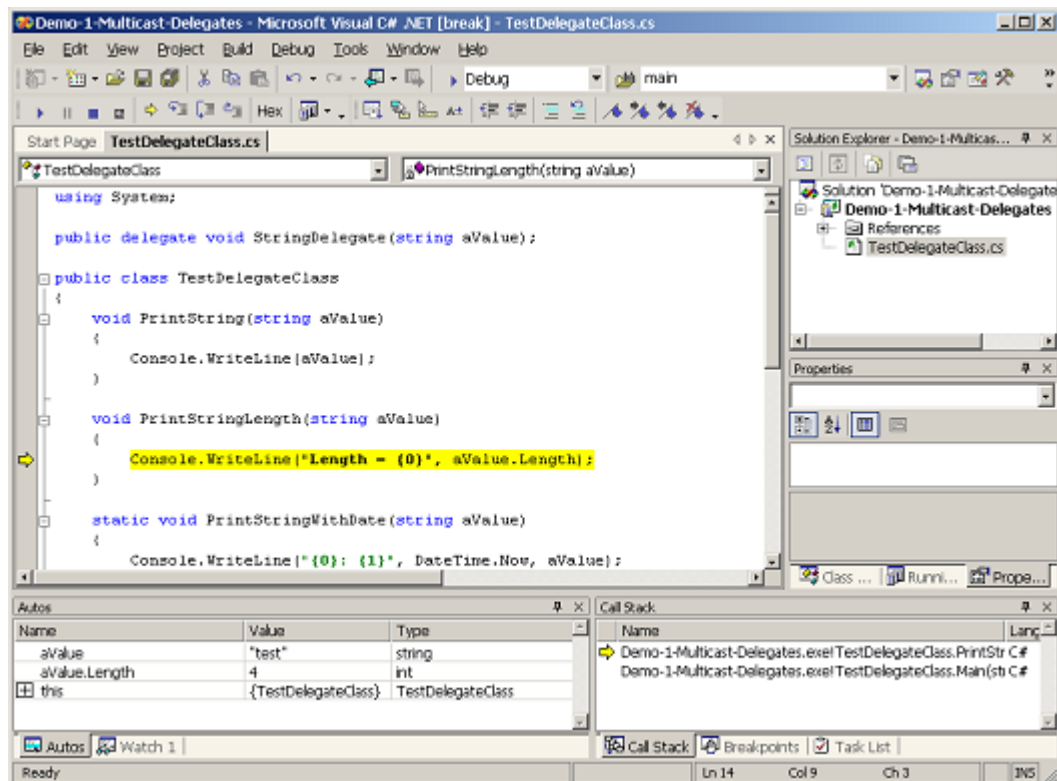 Demo-1-Multicast-Delegates - Microsoft Visual C# .NET [break] - TestDelegateClass.cs
File Edit View Project Build Debug Tools Window Help
Debug main
Hex
Start Page TestDelegateClass.cs
TestDelegateClass PrintStringLength(string aValue)
using System;
public delegate void StringDelegate(string aValue);
public class TestDelegateClass
{
void PrintString(string aValue)
{
Console.WriteLine(aValue);
}
void PrintStringLength(string aValue)
{
Console.WriteLine("Length = {0}", aValue.Length);
}
static void PrintStringWithDate(string aValue)
{
Console.WriteLine("{0}: {1}", DateTime.Now, aValue);
Solution Explorer - Demo-1-Multicas...
Solution 'Demo-1-Multicast-Delegate
Demo-1-Multicast-Delegates
References
TestDelegateClass.cs
Properties
Class ... Runni... Prope...
Autos
Name Value Type
aValue "test" string
aValue.Length 4 int
this {TestDelegateClass} TestDelegateClass
Autos Watch 1
Call Stack
Name Lang
Demo-1-Multicast-Delegates.exe!TestDelegateClass.PrintStr C#
Demo-1-Multicast-Delegates.exe!TestDelegateClass.Main(sti C#
Call Stack Breakpoints Task List
Ready Ln 14 Col 9 Ch 3 INS